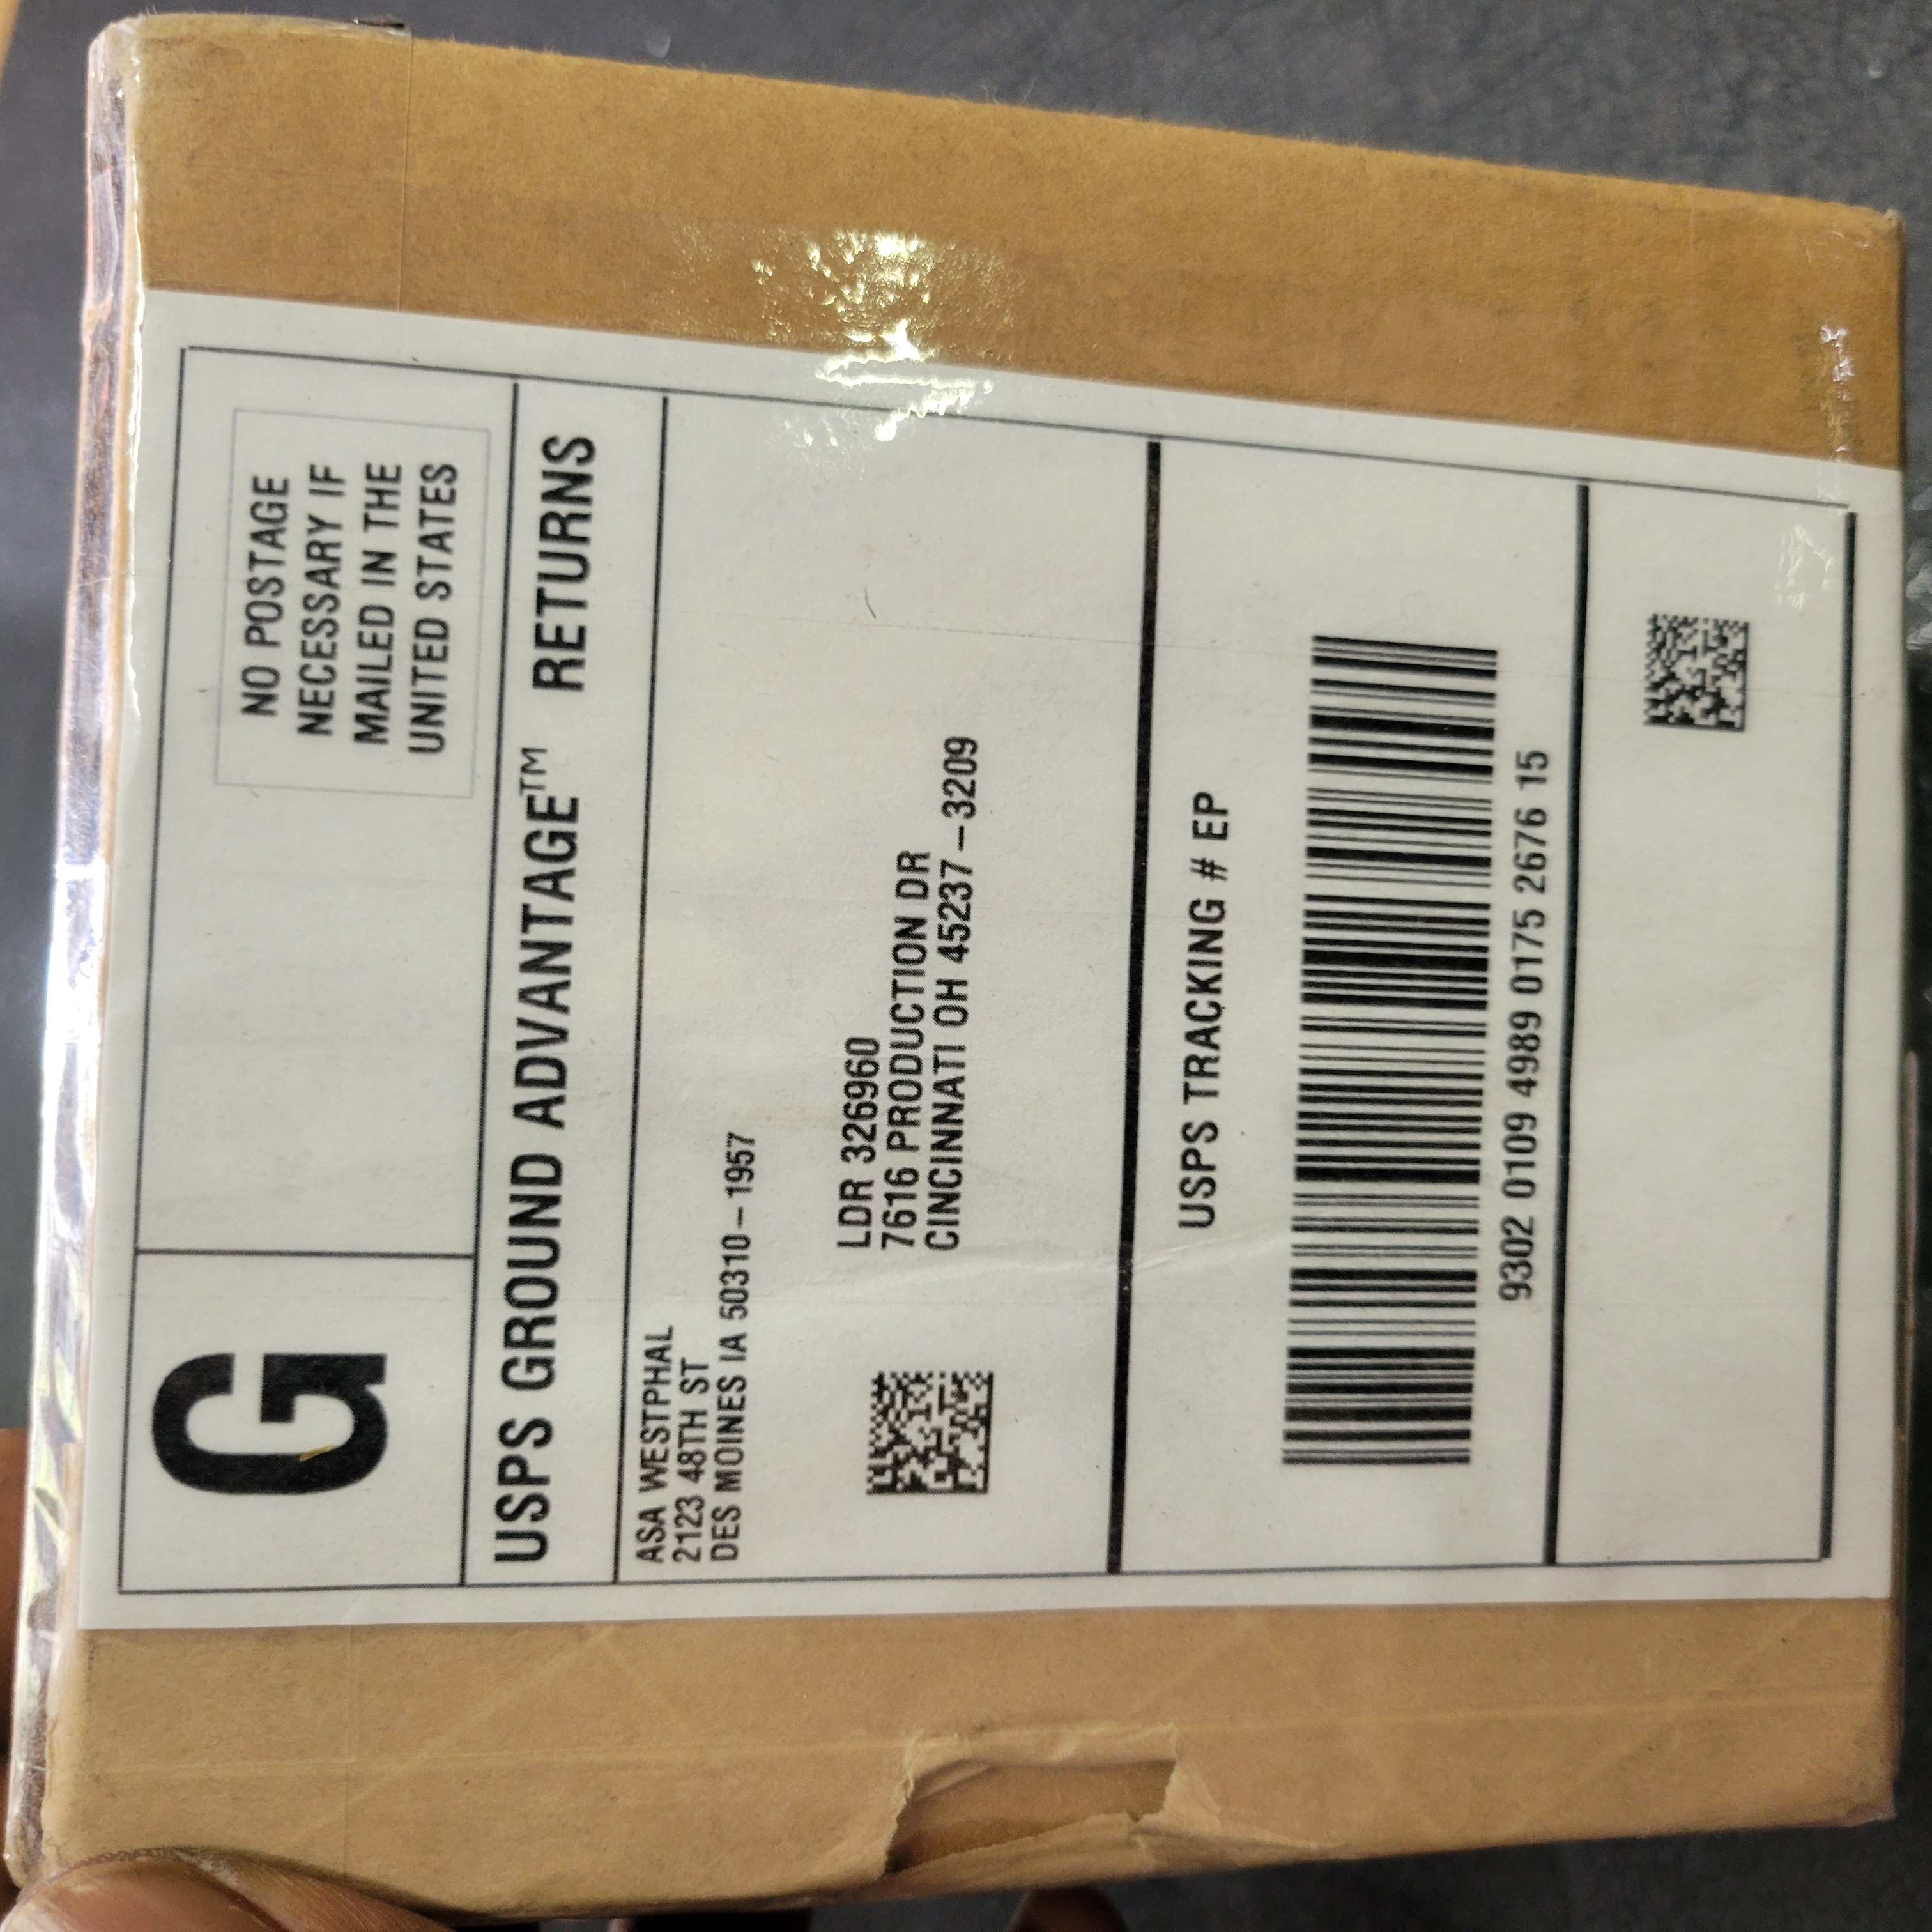 G
NO POSTAGE
NECESSARY IF
MAILED IN THE
UNITED STATES
USPS GROUND ADVANTAGE™ RETURNS
ASA WESTPHAL
2123 48TH ST
DES MOINES IA 50310-1957
LDR 326960
7616 PRODUCTION DR
CINCINNATI OH 45237-3209
USPS TRACKING # EP
9302 0109 4989 0175 2676 15